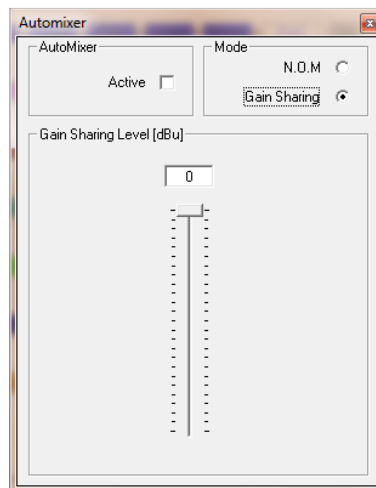 Automixer
AutoMixer
Active
Mode
N.O.M
Gain Sharing
Gain Sharing Level [dBu]
0